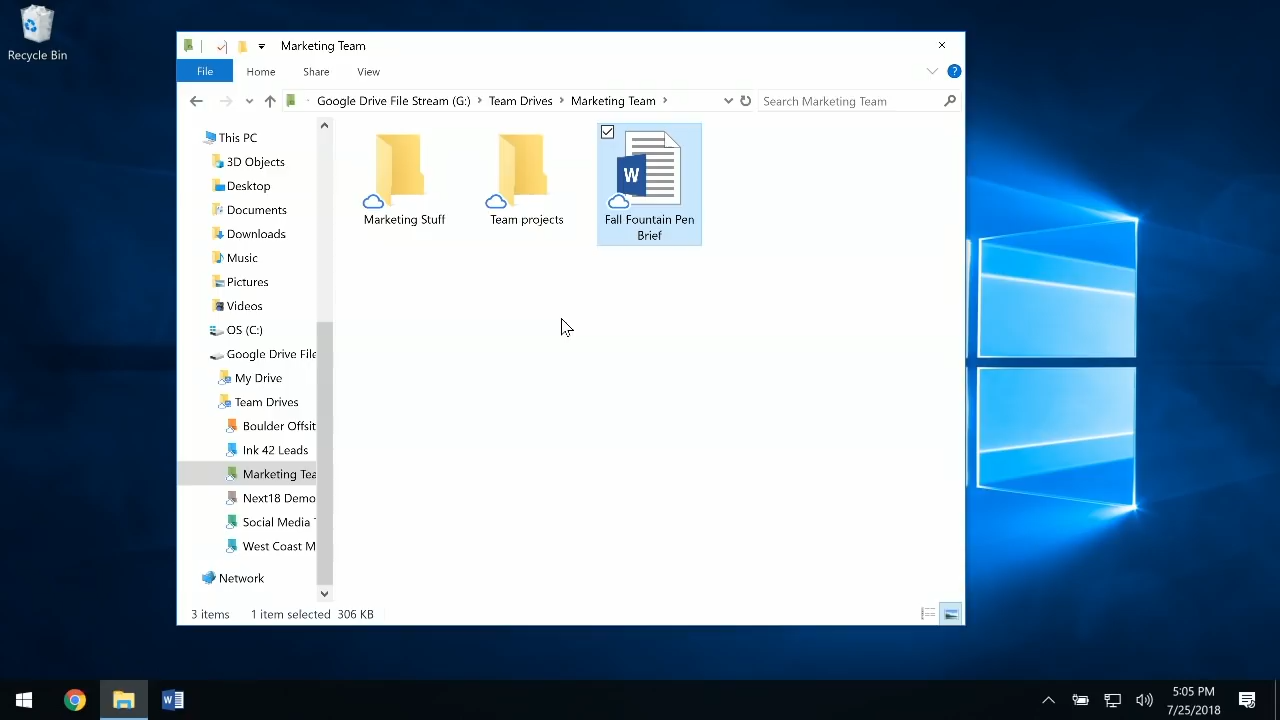 Recycle Bin
Marketing Team
File Home Share View
Google Drive File Stream (G:) Team Drives Marketing Team
Search Marketing Team
This PC
3D Objects
Desktop
Documents
Downloads
Music
Pictures
Videos
OS (C:)
Google Drive File
My Drive
Team Drives
Boulder Offsit
Ink 42 Leads
Marketing Tea
Next18 Demo
Social Media
West Coast M
Network
Marketing Stuff
Team projects
W
Fall Fountain Pen
Brief
3 items 1 item selected 306 KB
W
5:05 PM
7/25/2018